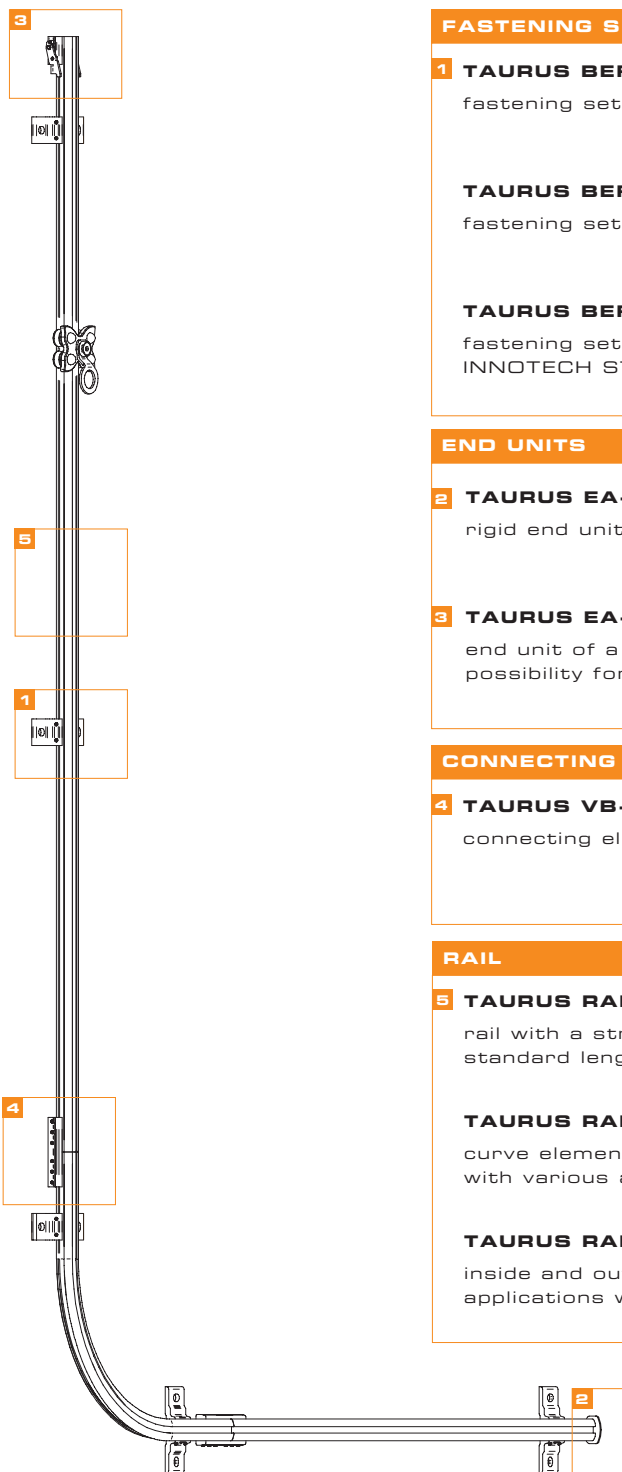 3
5
1
4
2
FASTENING S
1 TAURUS BEF
fastening set
TAURUS BEF
fastening set
TAURUS BEF
fastening set
INNOTECH ST
END UNITS
2 TAURUS EA-
rigid end unit
3 TAURUS EA-
end unit of a
possibility for
CONNECTING
4 TAURUS VB-
connecting el
RAIL
5 TAURUS RAI
rail with a str
standard leng
TAURUS RAI
curve elemen
with various a
TAURUS RAI
inside and ou
applications w